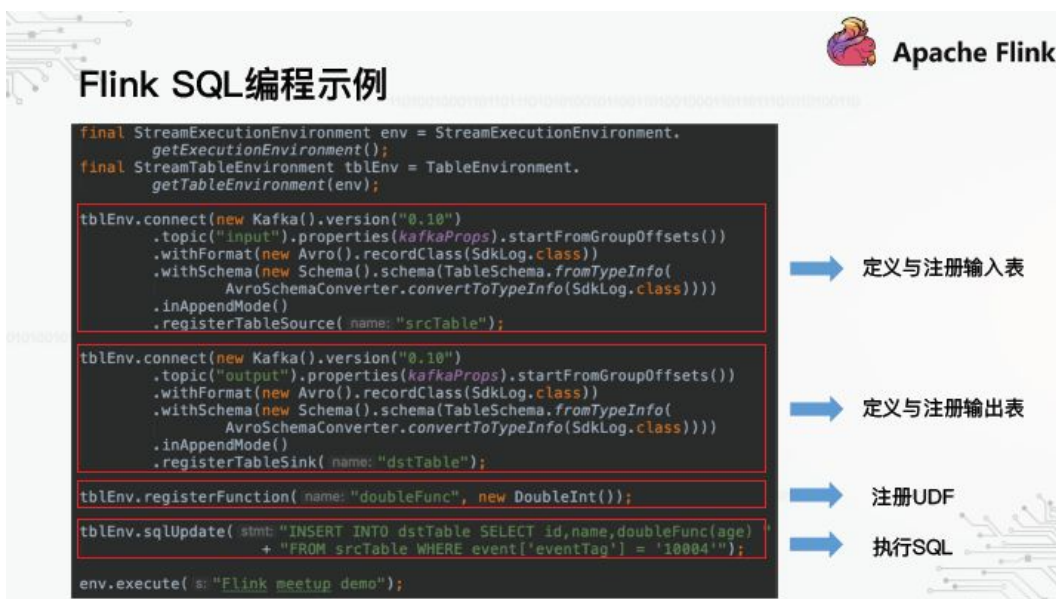 Apache Flink
Flink SQL编程示例
final StreamExecutionEnvironment env = StreamExecutionEnvironment.
getExecutionEnvironment();
final StreamTableEnvironment tblEnv = TableEnvironment.
getTableEnvironment(env);
tblEnv.connect(new Kafka().version("0.10")
.topic("input").properties(kafkaProps).startFromGroupOffsets())
.withFormat(new Avro().recordClass(SdkLog.class))
.withSchema(new Schema().schema(TableSchema.fromTypeInfo(
AvroSchemaConverter.convertToTypeInfo(SdkLog.class))))
.inAppendMode()
.registerTableSource( name: "srcTable");
定义与注册输入表
tblEnv.connect(new Kafka().version("0.10")
.topic("output").properties(kafkaProps).startFromGroupOffsets())
.withFormat(new Avro().recordClass(SdkLog.class))
.withSchema(new Schema().schema(TableSchema.fromTypeInfo(
AvroSchemaConverter.convertToTypeInfo(SdkLog.class))))
.inAppendMode()
.registerTableSink( name: "dstTable");
定义与注册输出表
tblEnv.registerFunction( name: "doubleFunc", new DoubleInt());
注册UDF
tblEnv.sqlUpdate( stmt: "INSERT INTO dstTable SELECT id,name,doubleFunc(age) "
+ "FROM srcTable WHERE event['eventTag'] = '10004'");
执行SQL
env.execute( s: "Flink meetup demo");